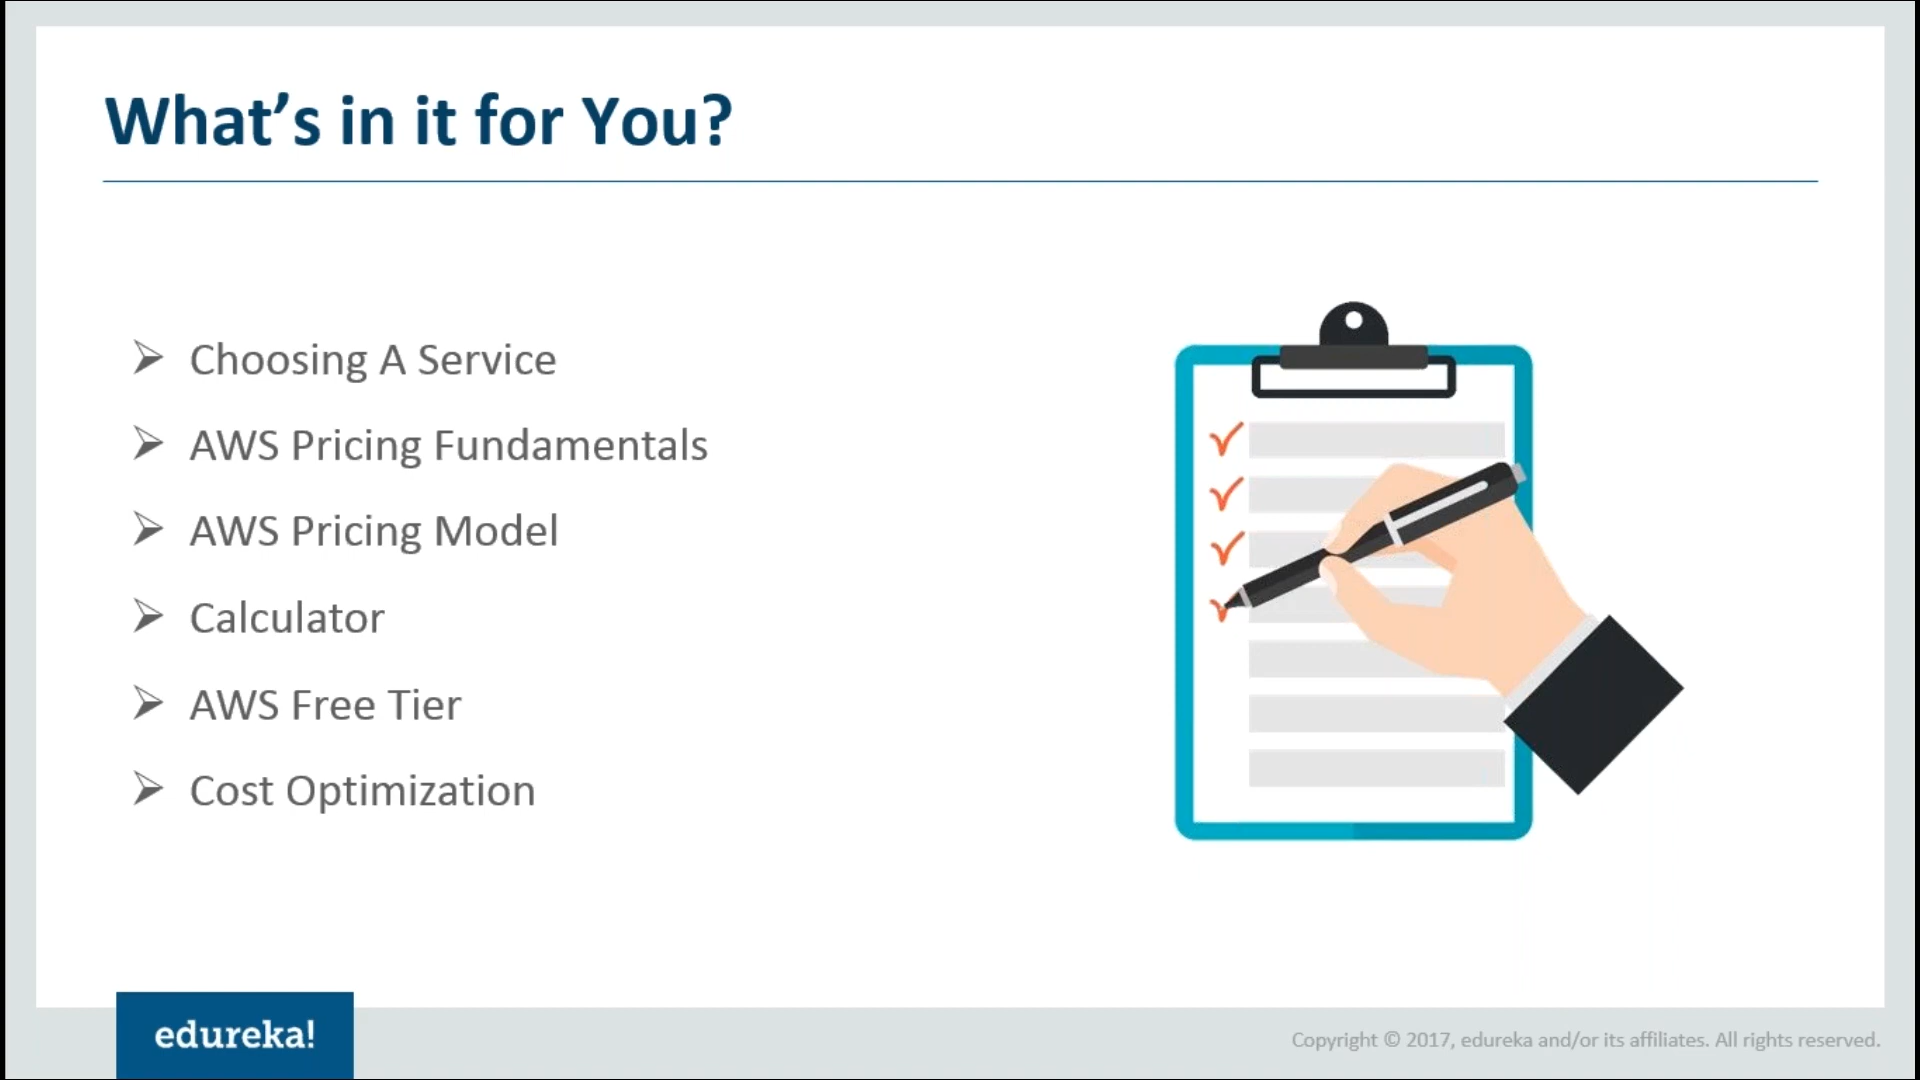 What’s in it for You?
Choosing A Service
AWS Pricing Fundamentals
AWS Pricing Model
Calculator
AWS Free Tier
Cost Optimization
edureka!
Copyright © 2017, edureka and/or its affiliates. All rights reserved.